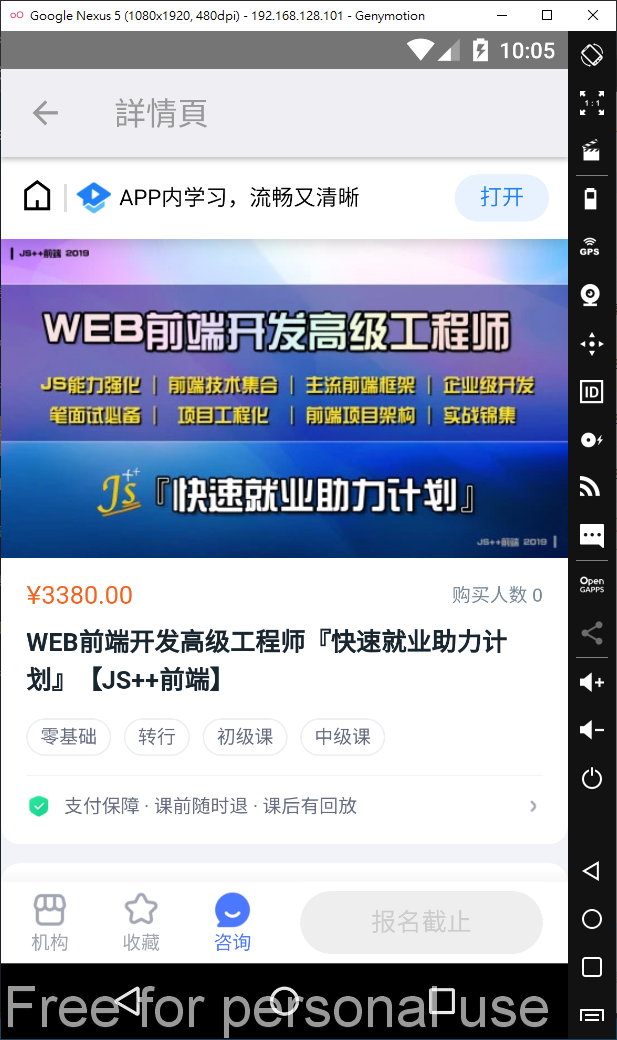 Google Nexus 5 (1080x1920, 480dpi) - 192.168.128.101 - Genymotion
10:05
詳情頁
APP内学习，流畅又清晰
打开
JS++前端 2019
WEB前端开发高级工程师
JS能力强化 | 前端技术集合 | 主流前端框架 | 企业级开发
笔面试必备 | 项目工程化 | 前端项目架构 | 实战锦集
JS++『快速就业助力计划』
JS++前端 2019
¥3380.00
购买人数 0
WEB前端开发高级工程师『快速就业助力计
划』【JS++前端】
零基础 转行 初级课 中级课
支付保障 · 课前随时退 · 课后有回放
机构 收藏 咨询
报名截止
Free for personal use
1:1
GPS
ID
Open
GAPPS